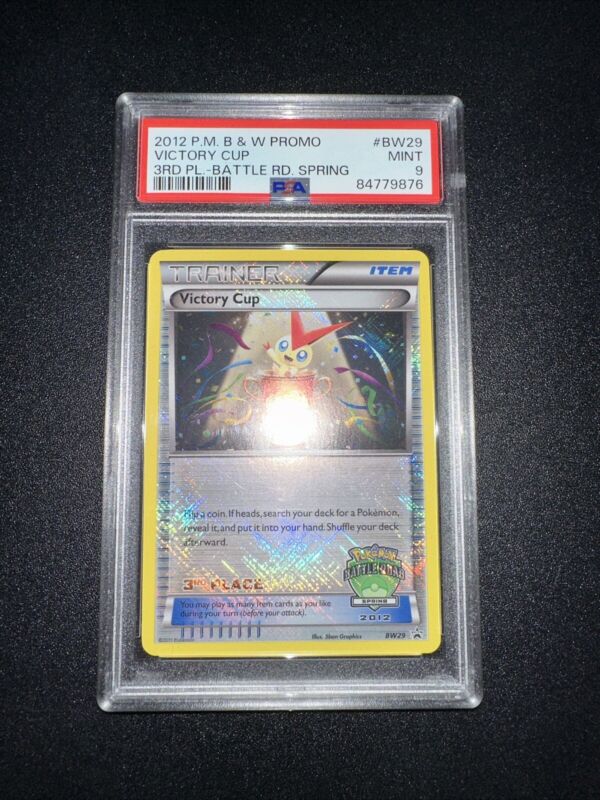 2012 P.M. B & W PROMO #BW29
VICTORY CUP MINT
3RD PL.-BATTLE RD. SPRING 9
PSA 84779876
TRAINER ITEM
Victory Cup
Flip a coin. If heads, search your deck for a Pokémon,
reveal it, and put it into your hand. Shuffle your deck
afterward.
Pokémon
BATTLE ROAD
SPRING
2012
3RD PLACE
You may play as many Item cards as you like
during your turn (before your attack).
Illus. 5ban Graphics BW29